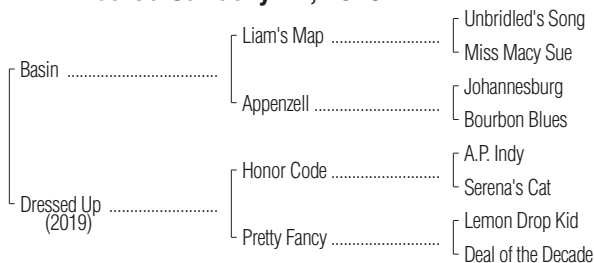 Unbridled's Song
Liam's Map
Miss Macy Sue
Basin
Johannesburg
Appenzell
Bourbon Blues
A.P. Indy
Honor Code
Serena's Cat
Dressed Up
(2019)
Lemon Drop Kid
Pretty Fancy
Deal of the Decade